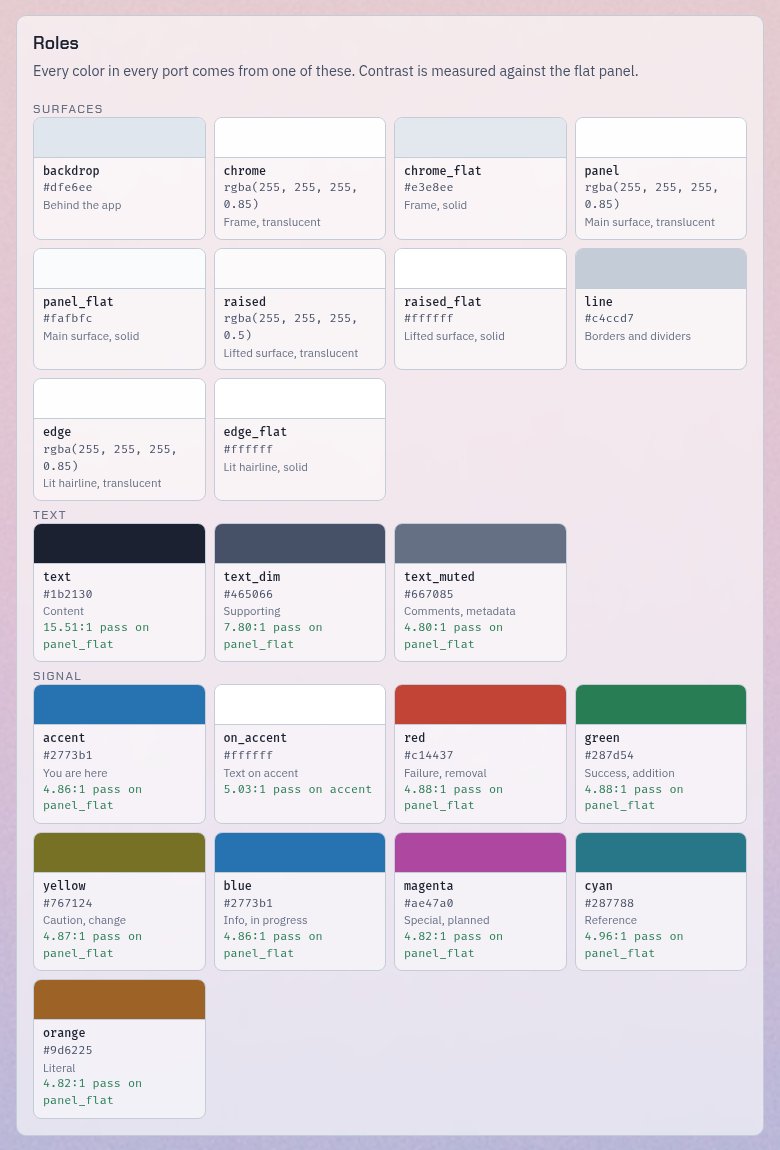 Roles
Every color in every port comes from one of these. Contrast is measured against the flat panel.
SURFACES
backdrop
#dfe6ee
Behind the app
chrome
rgba(255, 255, 255,
0.85)
Frame, translucent
chrome_flat
#e3e8ee
Frame, solid
panel
rgba(255, 255, 255,
0.85)
Main surface, translucent
panel_flat
#fafbfc
Main surface, solid
raised
rgba(255, 255, 255,
0.5)
Lifted surface, translucent
raised_flat
#ffffff
Lifted surface, solid
line
#c4ccd7
Borders and dividers
edge
rgba(255, 255, 255,
0.85)
Lit hairline, translucent
edge_flat
#ffffff
Lit hairline, solid
TEXT
text
#1b2130
Content
15.51:1 pass on
panel_flat
text_dim
#465066
Supporting
7.80:1 pass on
panel_flat
text_muted
#667085
Comments, metadata
4.80:1 pass on
panel_flat
SIGNAL
accent
#2773b1
You are here
4.86:1 pass on
panel_flat
on_accent
#ffffff
Text on accent
5.03:1 pass on accent
red
#c14437
Failure, removal
4.88:1 pass on
panel_flat
green
#287d54
Success, addition
4.88:1 pass on
panel_flat
yellow
#767124
Caution, change
4.87:1 pass on
panel_flat
blue
#2773b1
Info, in progress
4.86:1 pass on
panel_flat
magenta
#ae47a0
Special, planned
4.82:1 pass on
panel_flat
cyan
#287788
Reference
4.96:1 pass on
panel_flat
orange
#9d6225
Literal
4.82:1 pass on
panel_flat